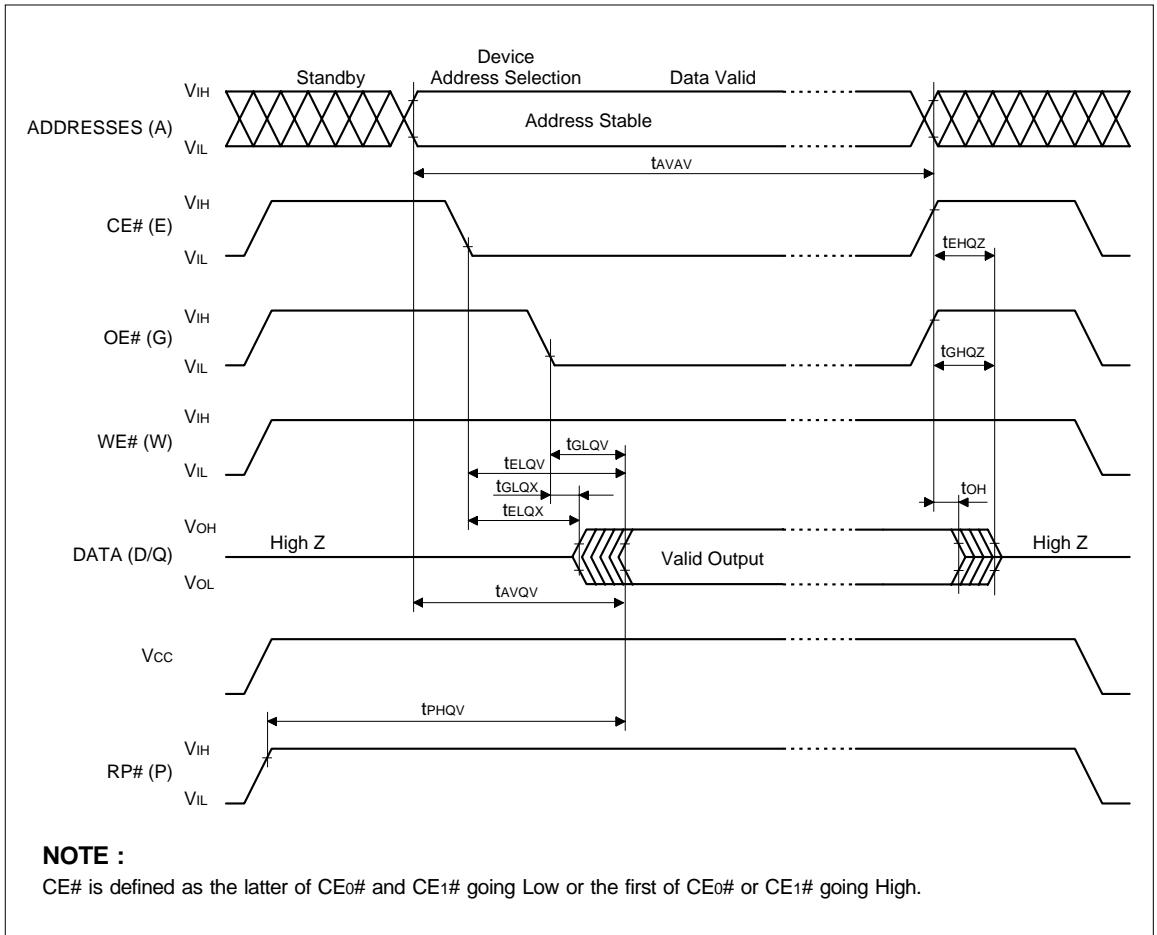 Device
Standby Address Selection Data Valid
VIH
ADDRESSES (A) Address Stable
VIL
tAVAV
VIH
CE# (E)
VIL
tEHQZ
VIH
OE# (G)
VIL
tGHQZ
VIH
WE# (W)
VIL
tGLQV
tELQV
tGLQX
tOH
tELQX
VOH
High Z High Z
DATA (D/Q) Valid Output
VOL
tAVQV
VCC
tPHQV
VIH
RP# (P)
VIL
NOTE :
CE# is defined as the latter of CE0# and CE1# going Low or the first of CE0# or CE1# going High.